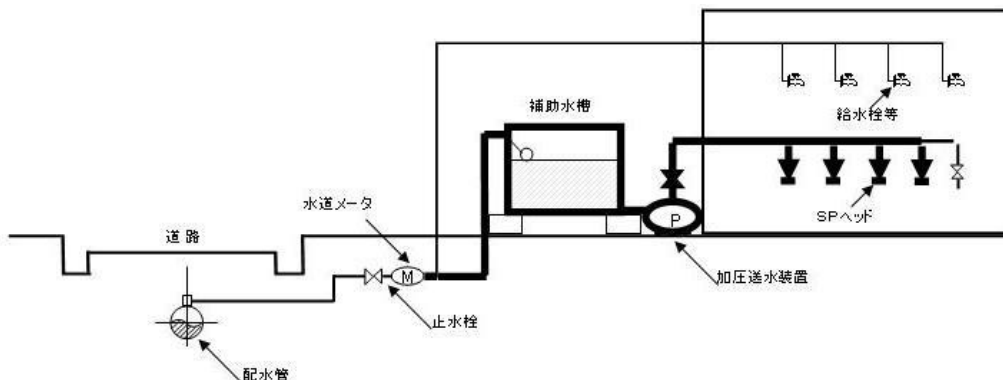 補助水槽
給水栓等
水道メータ
SPヘッド
P
道路
加圧送水装置
M
止水栓
配水管